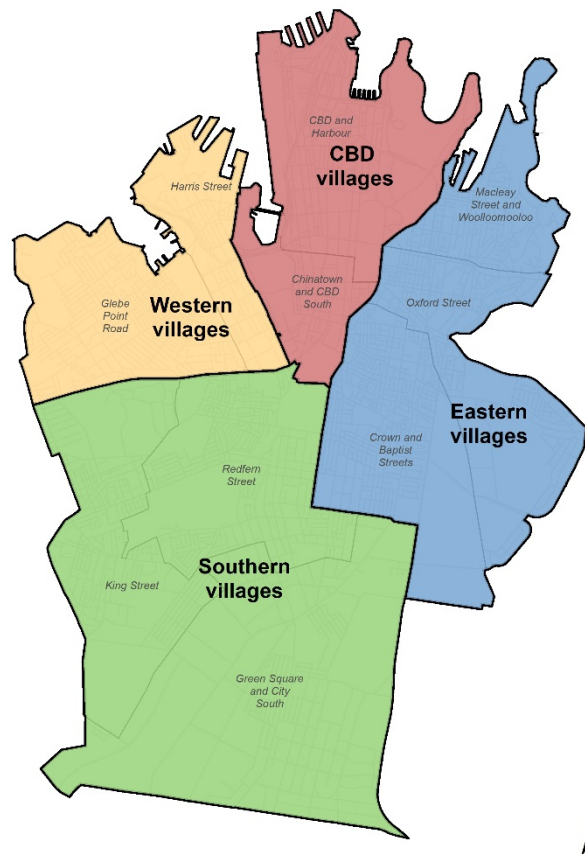 CBD and
Harbour
CBD
villages
Harris Street
Macleay
Street and
Woolloomooloo
Chinatown
and CBD
South
Oxford Street
Glebe
Point
Road
Western
villages
Eastern
villages
Crown and
Baptist
Streets
Redfern
Street
Southern
villages
King Street
Green Square
and City
South